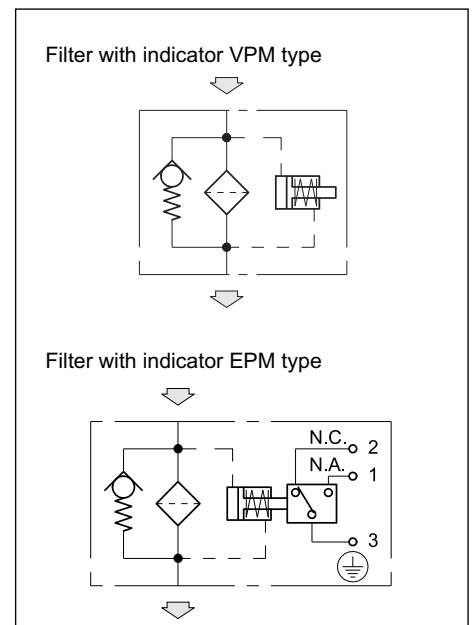 Filter with indicator VPM type
Filter with indicator EPM type
N.C. 2
N.A. 1
3